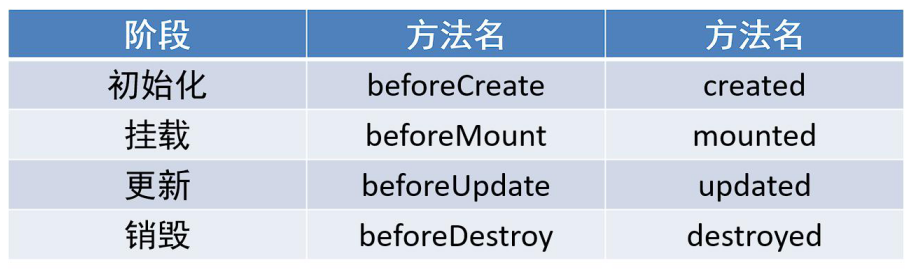 阶段 方法名 方法名
初始化 beforeCreate created
挂载 beforeMount mounted
更新 beforeUpdate updated
销毁 beforeDestroy destroyed